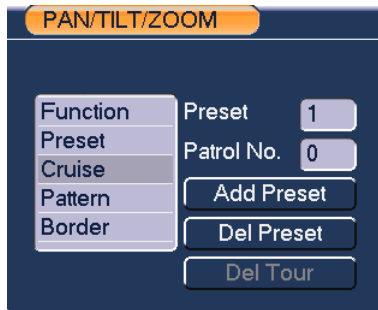 PAN/TILT/ZOOM
Function
Preset
Cruise
Pattern
Border
Preset 1
Patrol No. 0
Add Preset
Del Preset
Del Tour